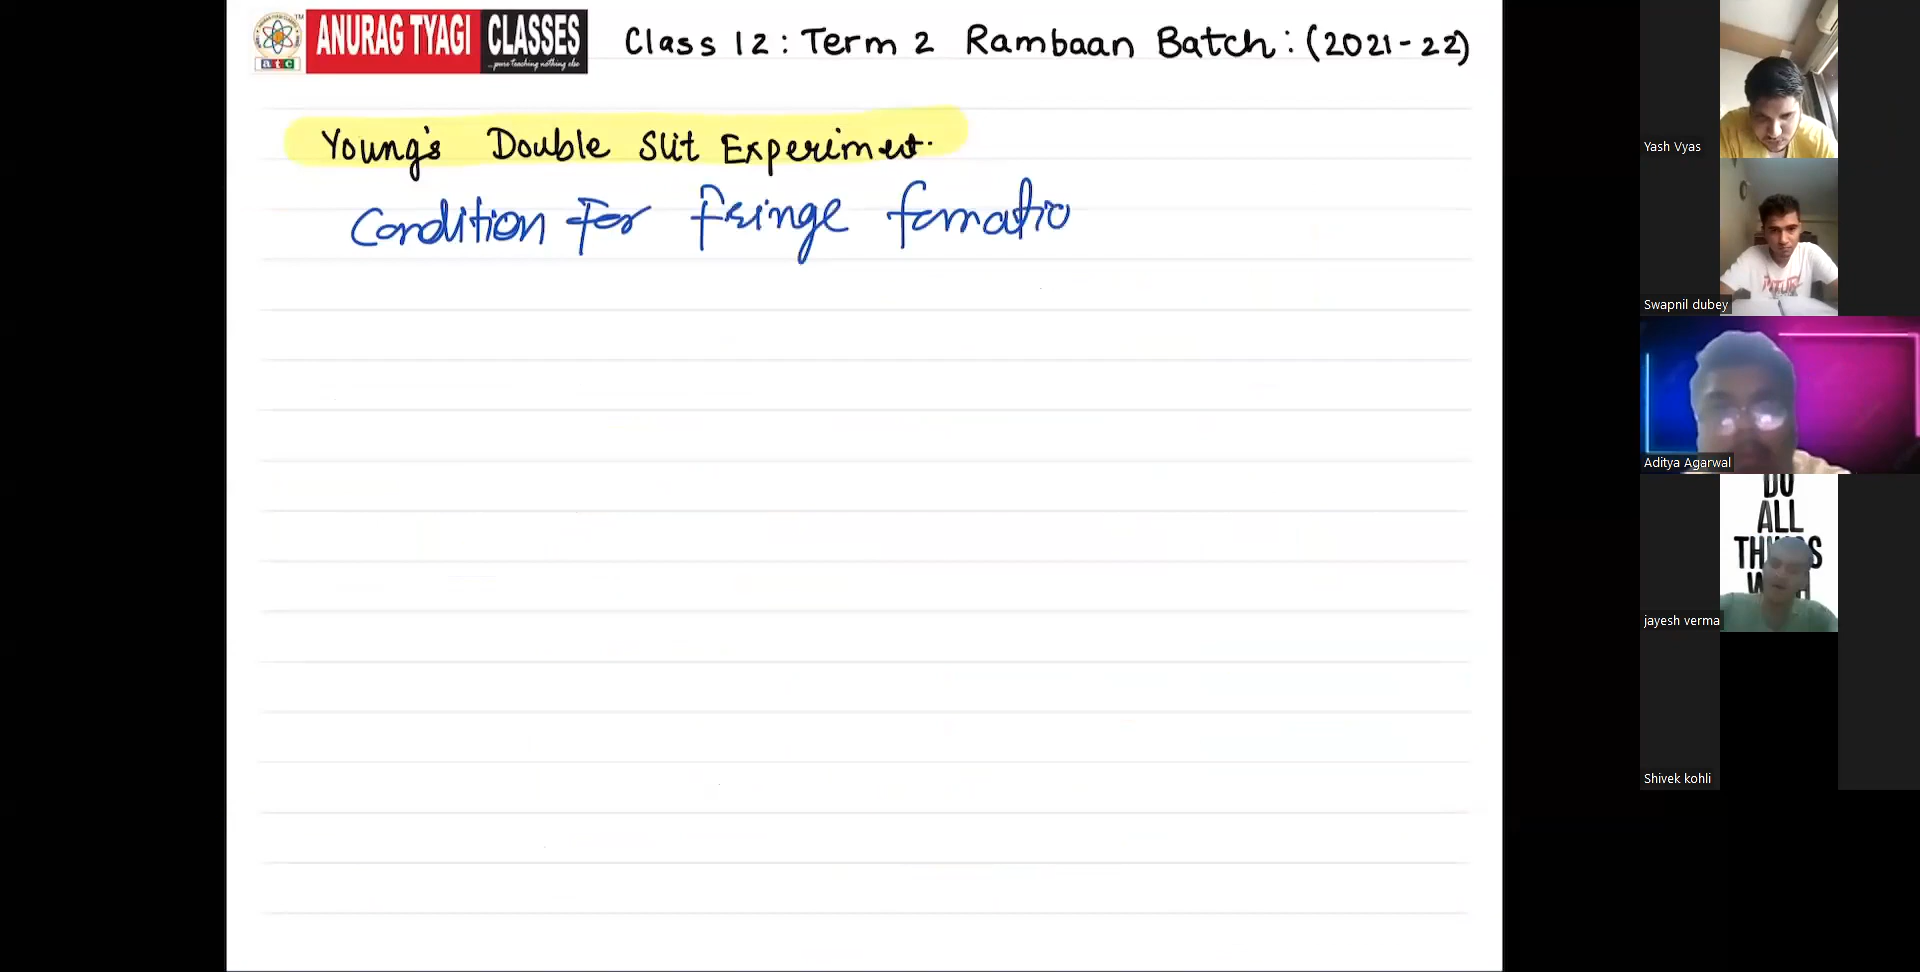 ANURAG TYAGI CLASSES
...pure teaching nothing else
TM
a t c
Class 12 : Term 2 Rambaan Batch : (2021-22)
Young's Double Slit Experiment.
Condition for fringe formatio
Yash Vyas
Swapnil dubey
Aditya Agarwal
DO
ALL
jayesh verma
Shivek kohli